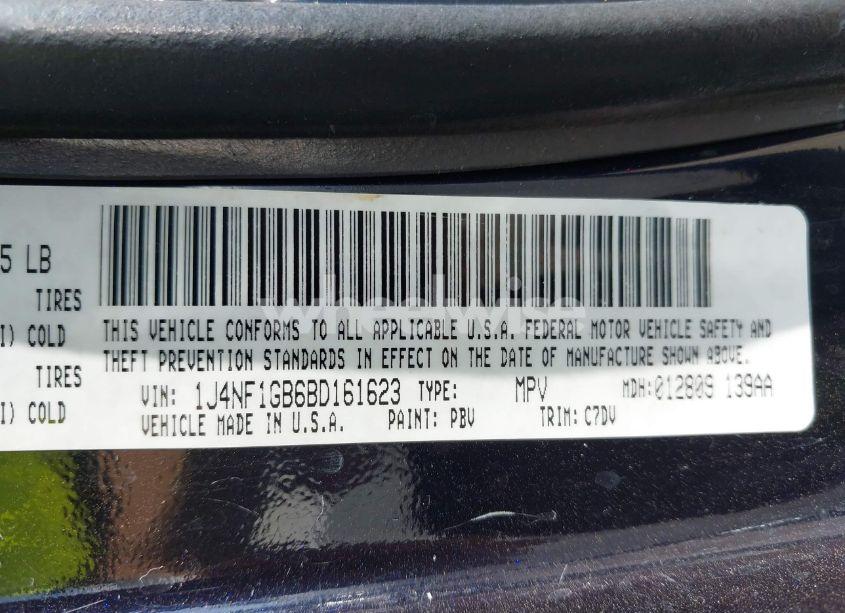 5 LB
TIRES
I) COLD
TIRES
I) COLD
THIS VEHICLE CONFORMS TO ALL APPLICABLE U.S.A. FEDERAL MOTOR VEHICLE SAFETY AND
THEFT PREVENTION STANDARDS IN EFFECT ON THE DATE OF MANUFACTURE SHOWN ABOVE.
VIN: 1J4NF1GB6BD161623 TYPE: MPV MDH:012809 139AA
VEHICLE MADE IN U.S.A. PAINT: PBV TRIM: C7DV
wheelwise